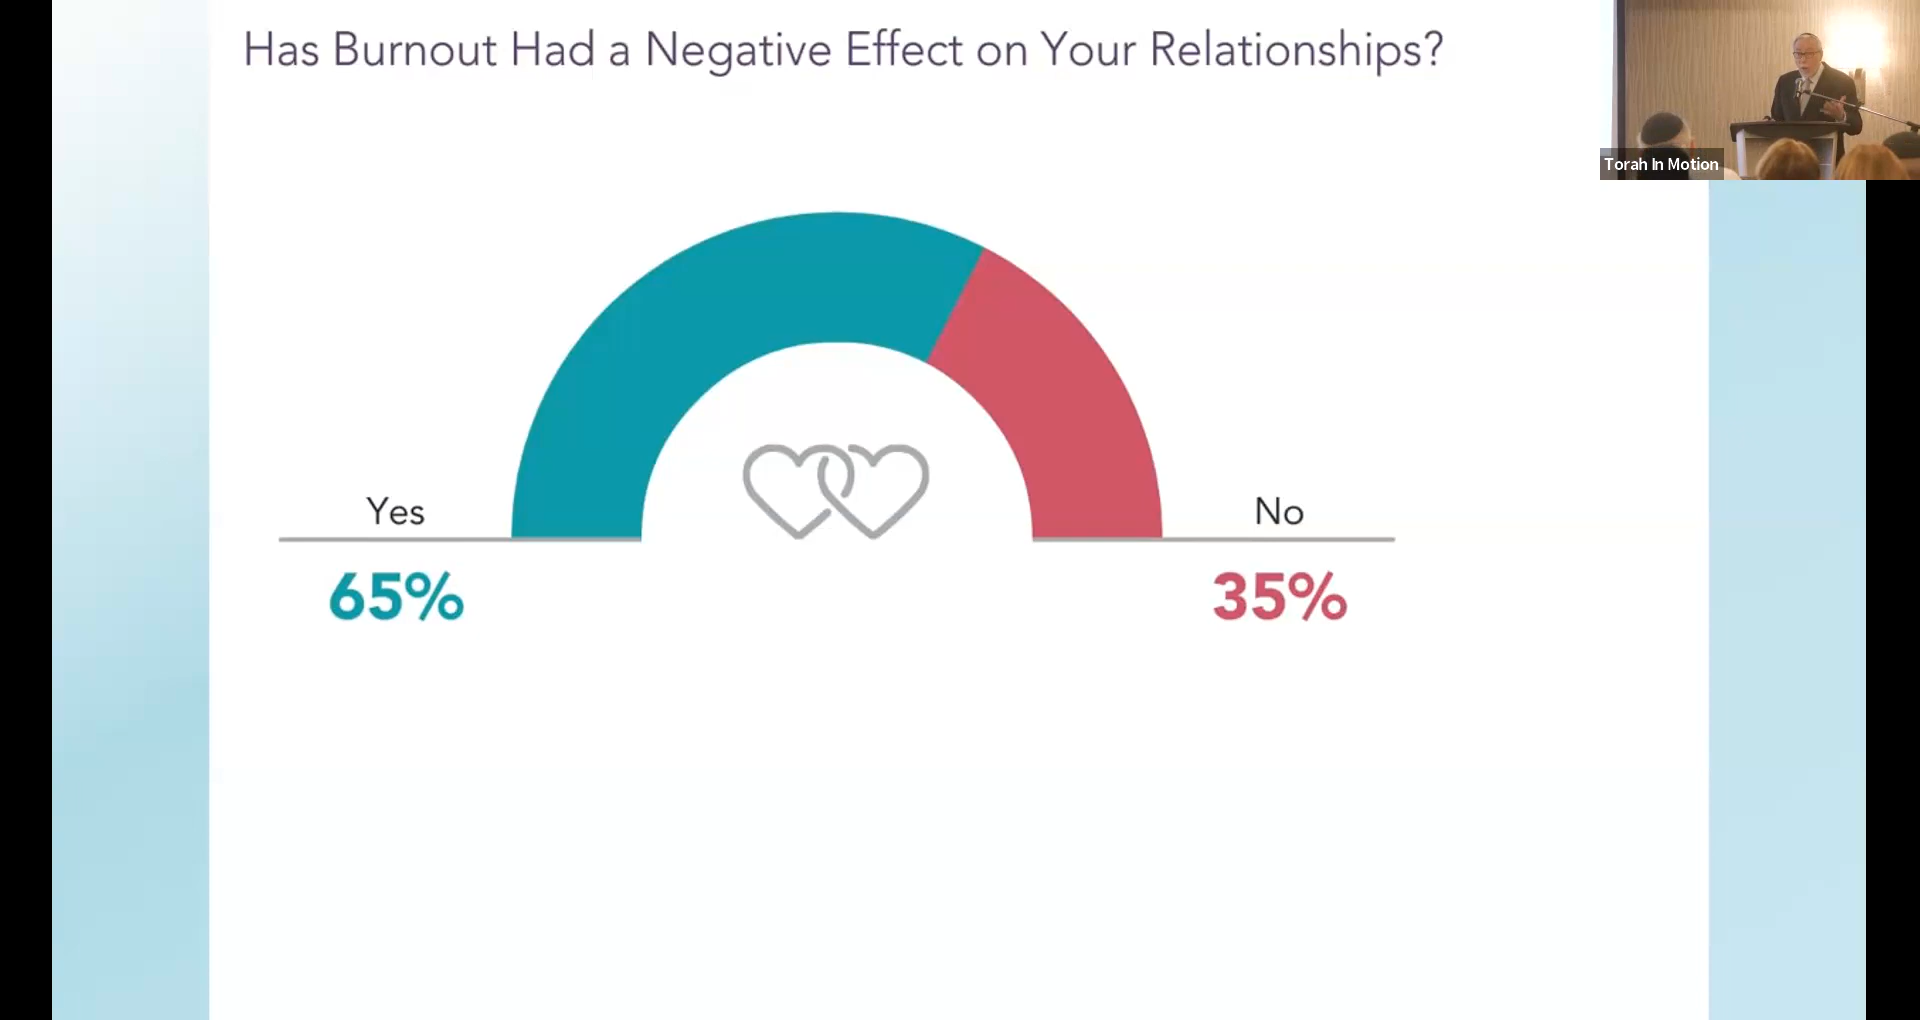 Has Burnout Had a Negative Effect on Your Relationships?
Torah In Motion
Yes
No
65%
35%